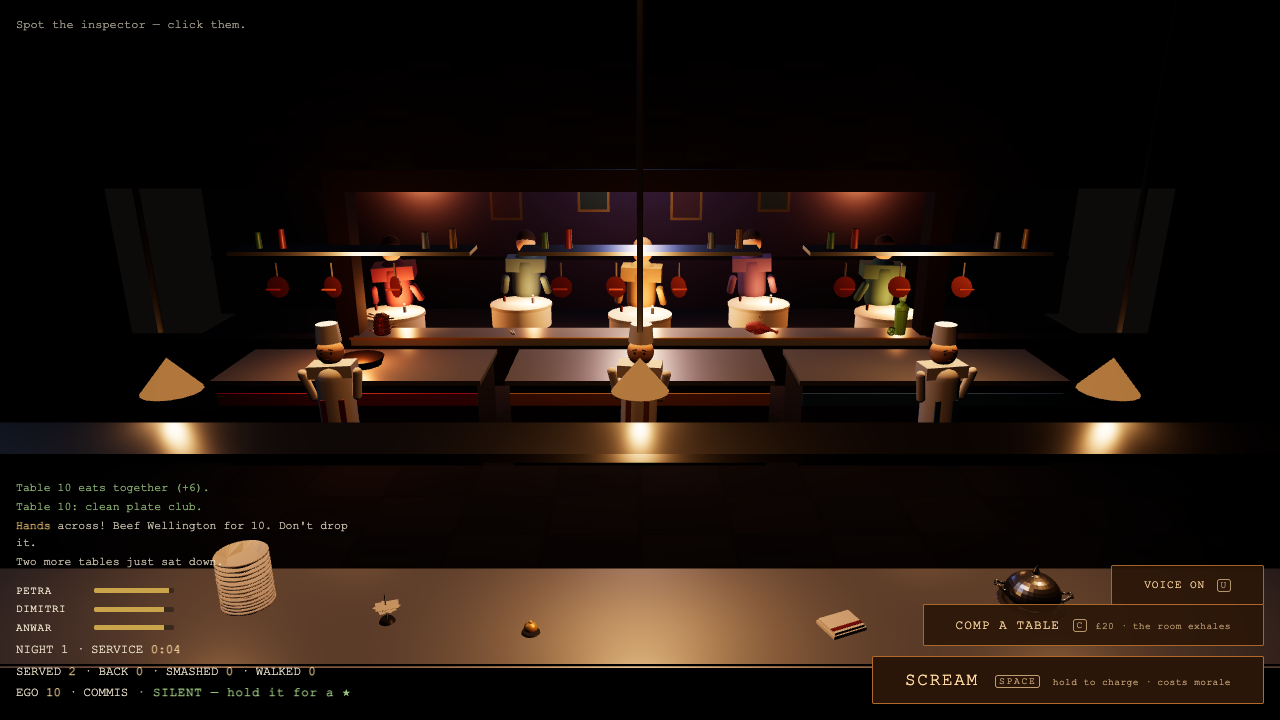 Spot the inspector — click them.
Table 10 eats together (+6).
Table 10: clean plate club.
Hands across! Beef Wellington for 10. Don't drop
it.
Two more tables just sat down.
PETRA
DIMITRI
ANWAR
NIGHT 1 · SERVICE 0:04
SERVED 2 · BACK 0 · SMASHED 0 · WALKED 0
EGO 10 · COMMIS · SILENT — hold it for a ★
VOICE ON U
COMP A TABLE C £20 · the room exhales
SCREAM SPACE hold to charge · costs morale